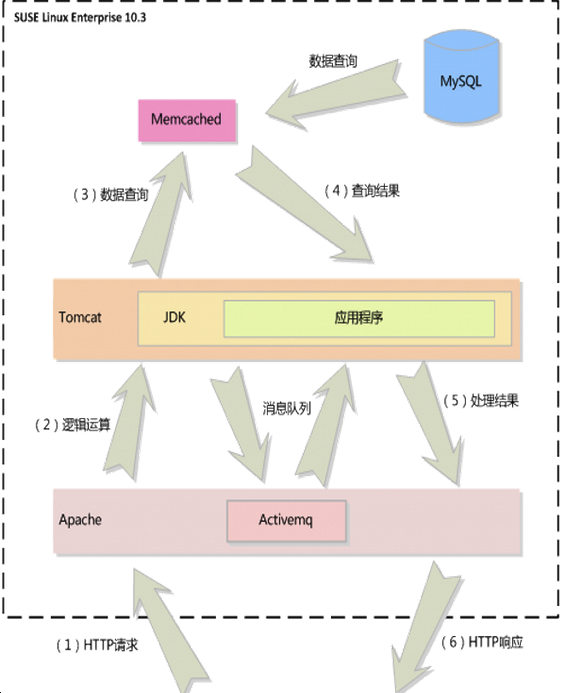 SUSE Linux Enterprise 10.3
数据查询
MySQL
Memcached
（3）数据查询
（4）查询结果
Tomcat
JDK
应用程序
（2）逻辑运算
消息队列
（5）处理结果
Apache
Activemq
（1）HTTP请求
（6）HTTP响应